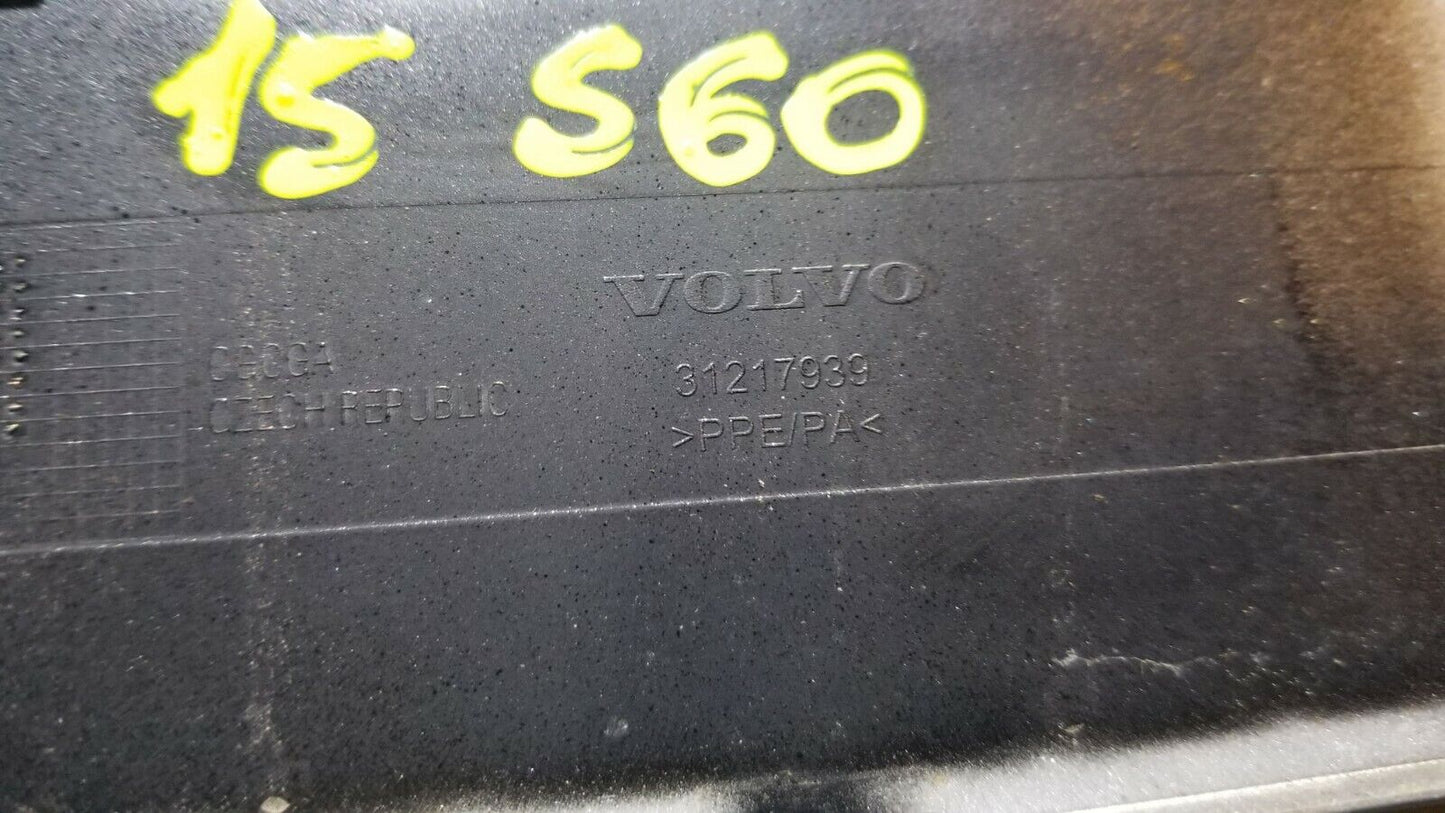 15 S60
VOLVO
CZECH REPUBLIC
31217939
>PPE/PA<